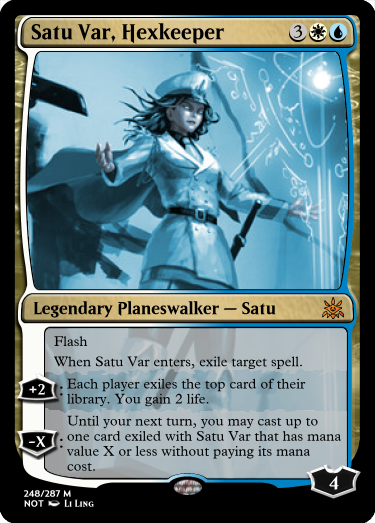 Satu Var, Hexkeeper 3
Legendary Planeswalker — Satu
Flash
When Satu Var enters, exile target spell.
+2 : Each player exiles the top card of their
library. You gain 2 life.
–X : Until your next turn, you may cast up to
one card exiled with Satu Var that has mana
value X or less without paying its mana
cost.
4
248/287 M
NOT Li Ling